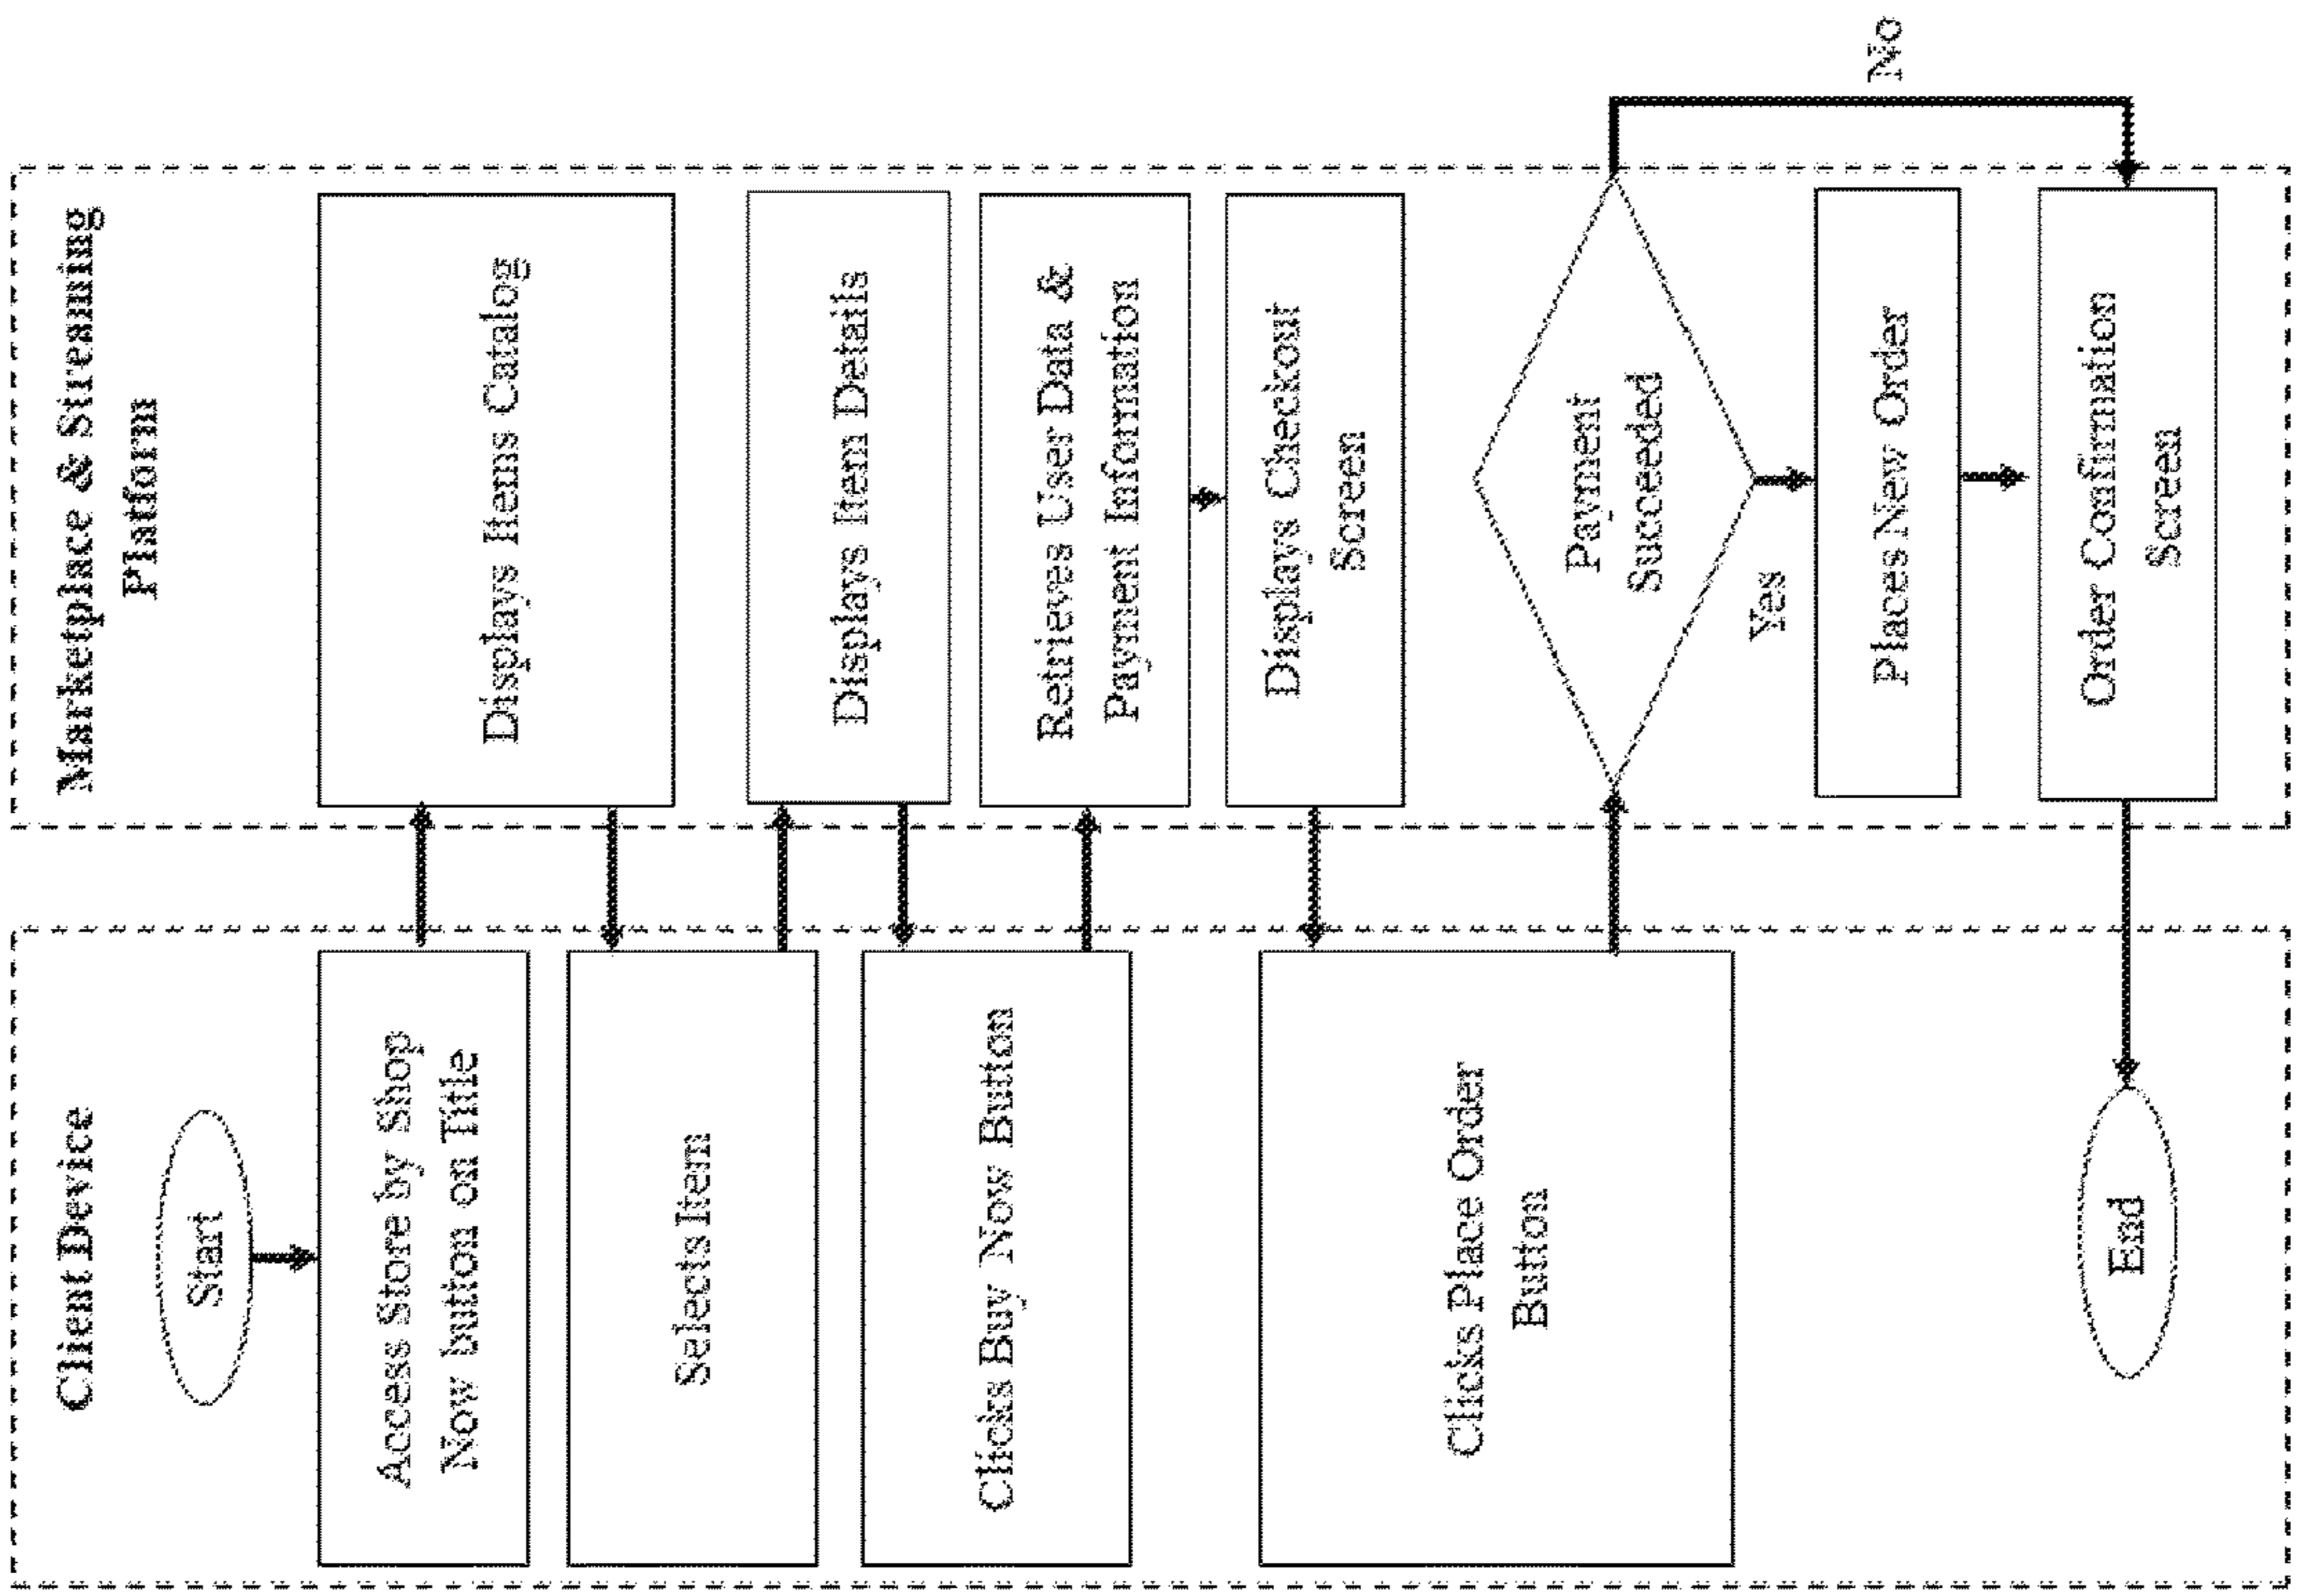 Client Device
Start
Access Store by Shop
Now button on Title
Selects Item
Clicks Buy Now Button
Clicks Place Order
Button
End
Marketplace & Streaming
Platform
Displays Items Catalog
Displays Item Details
Retrieves User Data &
Payment Information
Displays Checkout
Screen
Payment
Succeeded
Yes
No
Places New Order
Order Confirmation
Screen